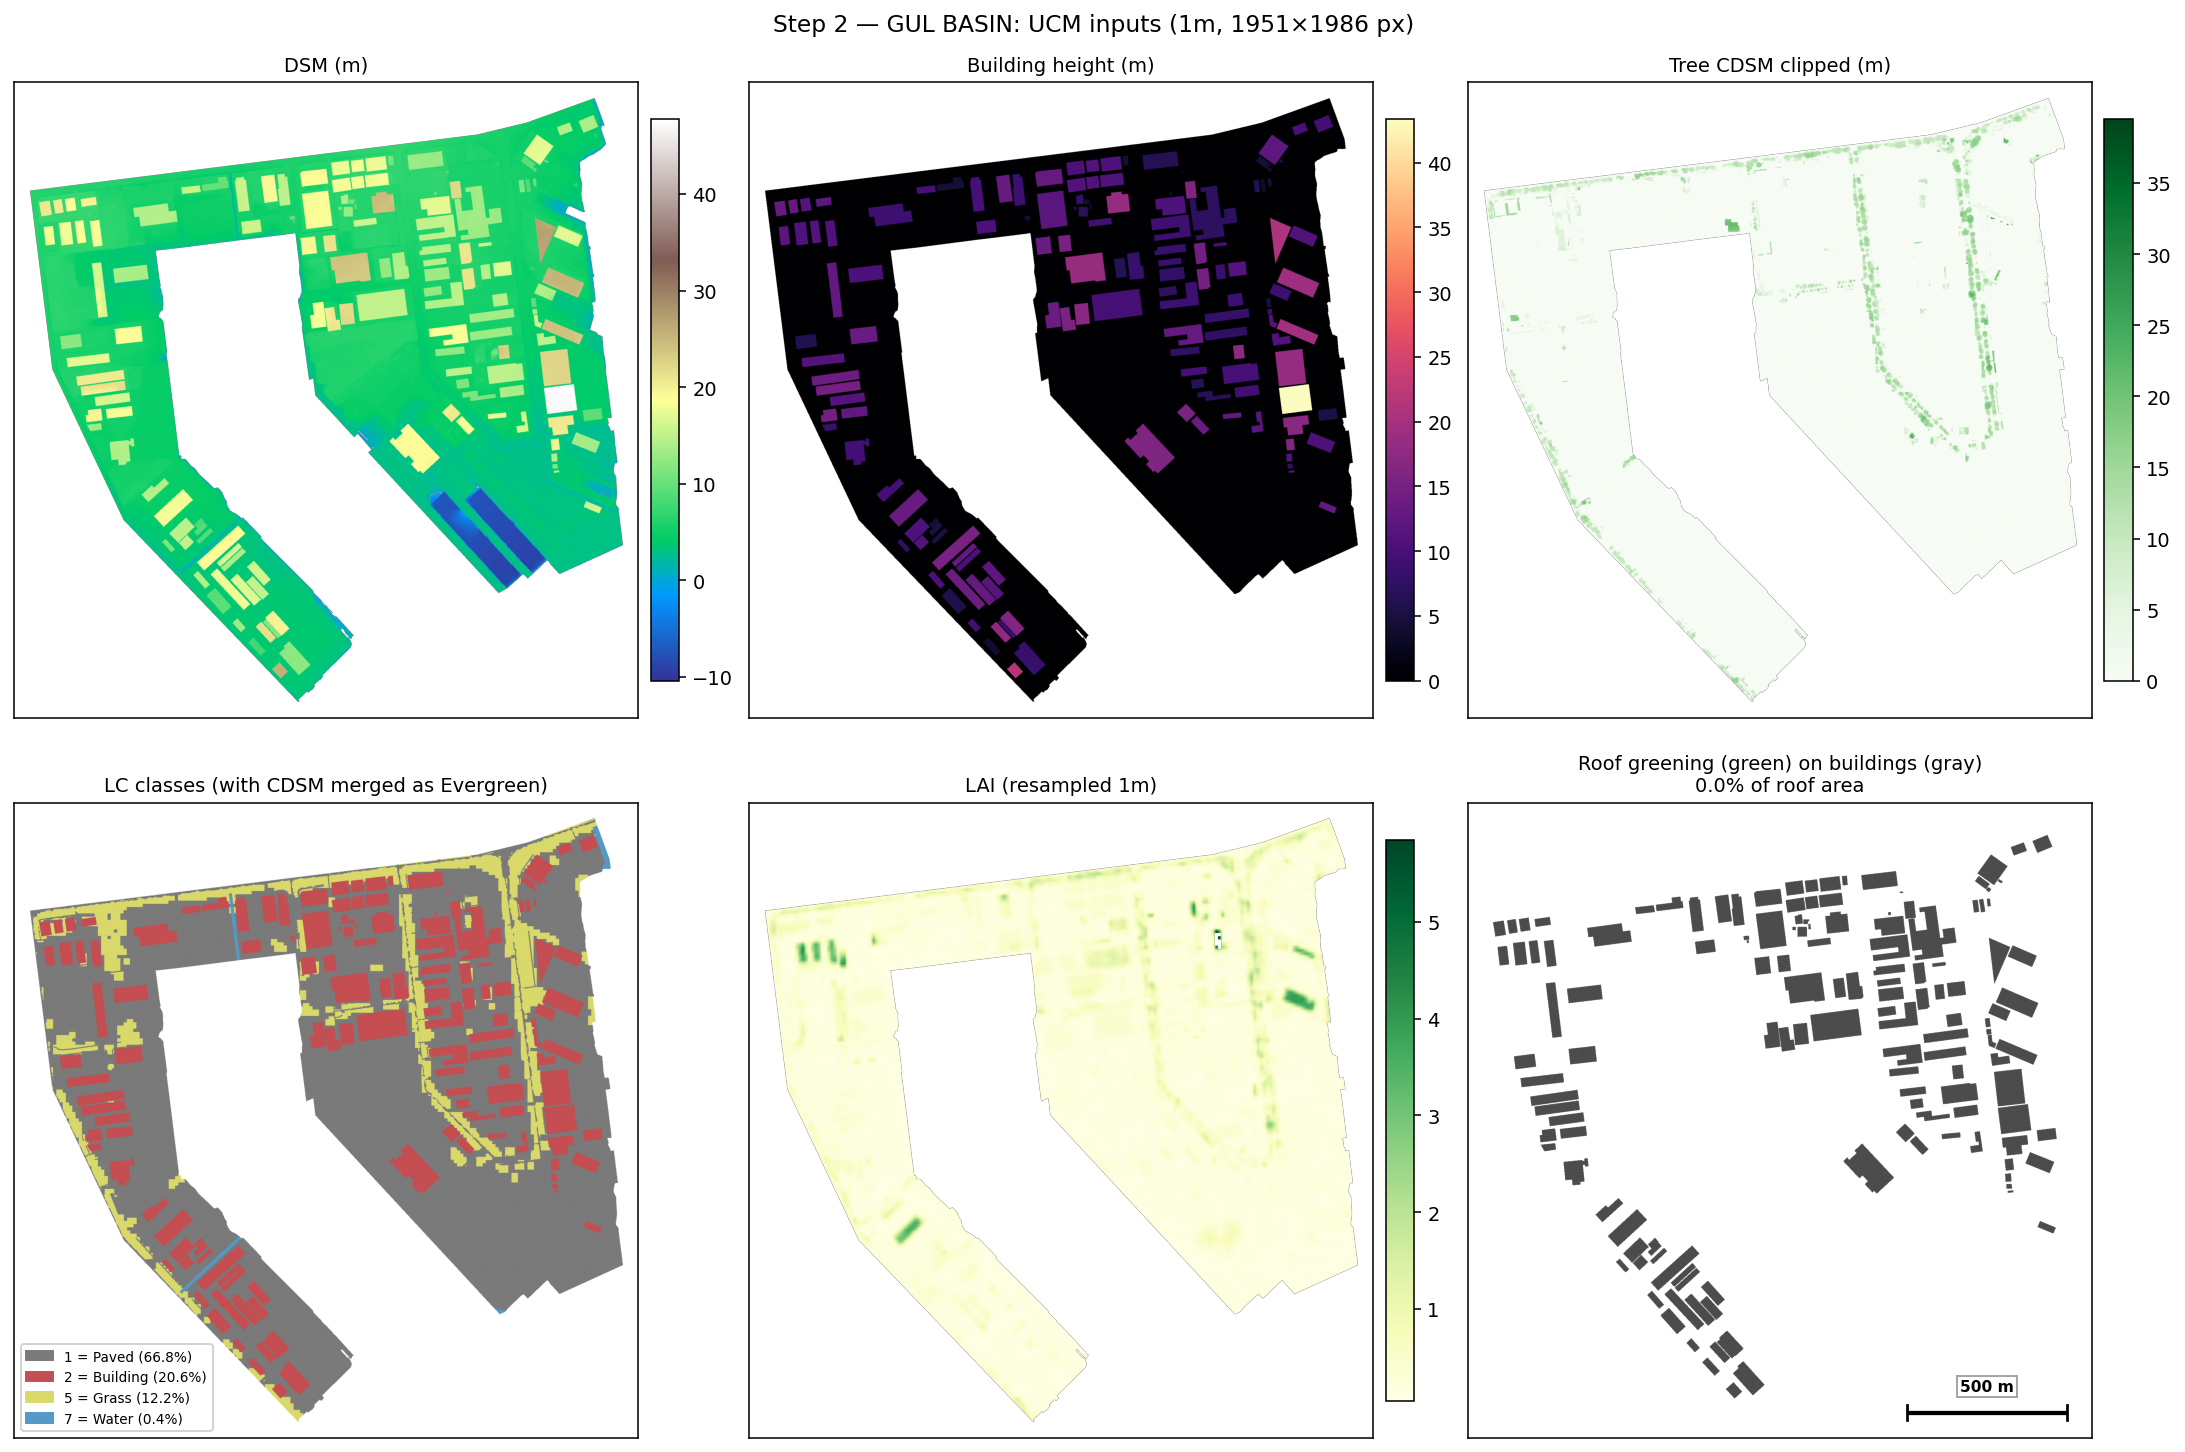 Step 2 — GUL BASIN: UCM inputs (1m, 1951×1986 px)
DSM (m)
40
30
20
10
0
−10
Building height (m)
40
35
30
25
20
15
10
5
0
Tree CDSM clipped (m)
35
30
25
20
15
10
5
0
LC classes (with CDSM merged as Evergreen)
1 = Paved (66.8%)
2 = Building (20.6%)
5 = Grass (12.2%)
7 = Water (0.4%)
LAI (resampled 1m)
5
4
3
2
1
Roof greening (green) on buildings (gray)
0.0% of roof area
500 m